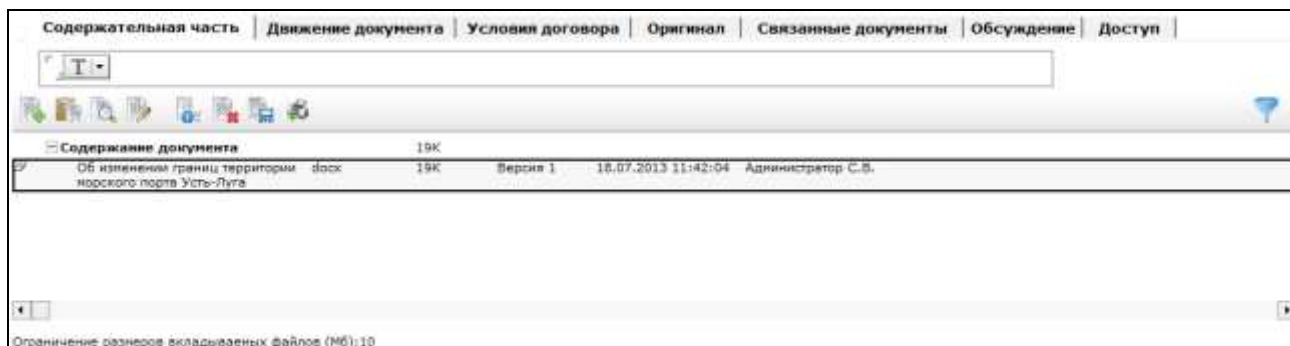 Содержательная часть | Движение документа | Условия договора | Оригинал | Связанные документы | Обсуждение | Доступ |
T
Содержание документа 19K
Об изменении границ территории docx 19K Версия 1 18.07.2013 11:42:04 Администратор С.В.
морского порта Усть-Луга
Ограничение размеров вкладываемых файлов (Мб):10